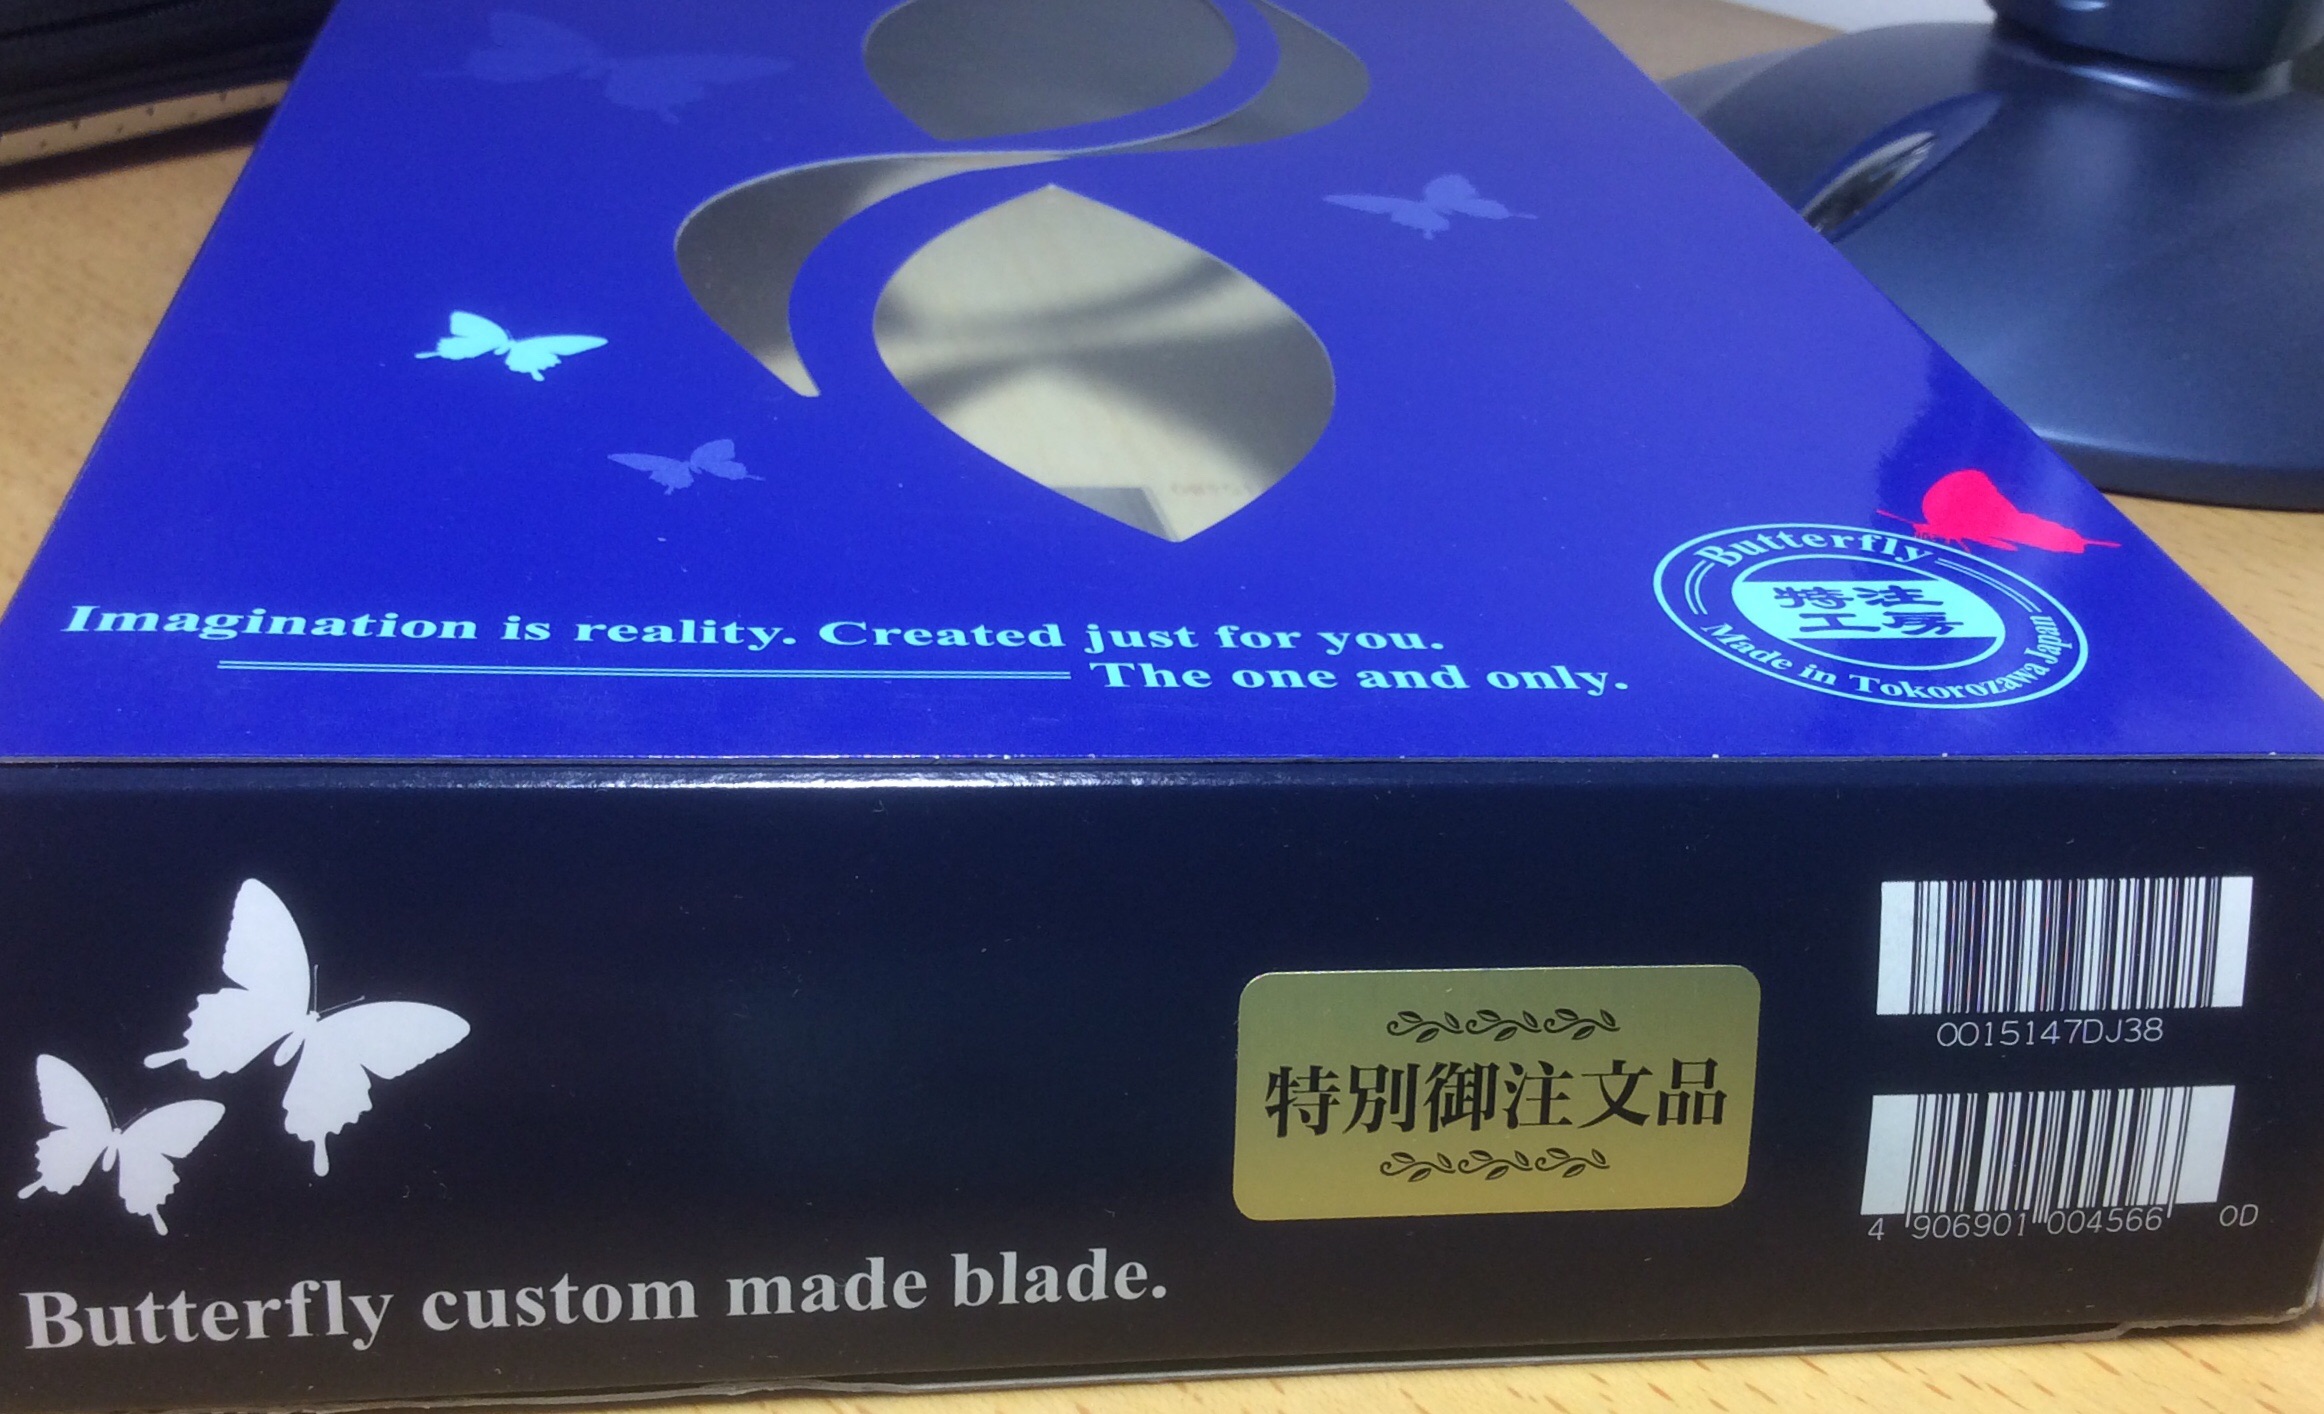 Imagination is reality. Created just for you.
The one and only.
Butterfly
特注
工房
Made in Tokorozawa Japan
特別御注文品
0015147DJ38
4 906901 004566 0D
Butterfly custom made blade.